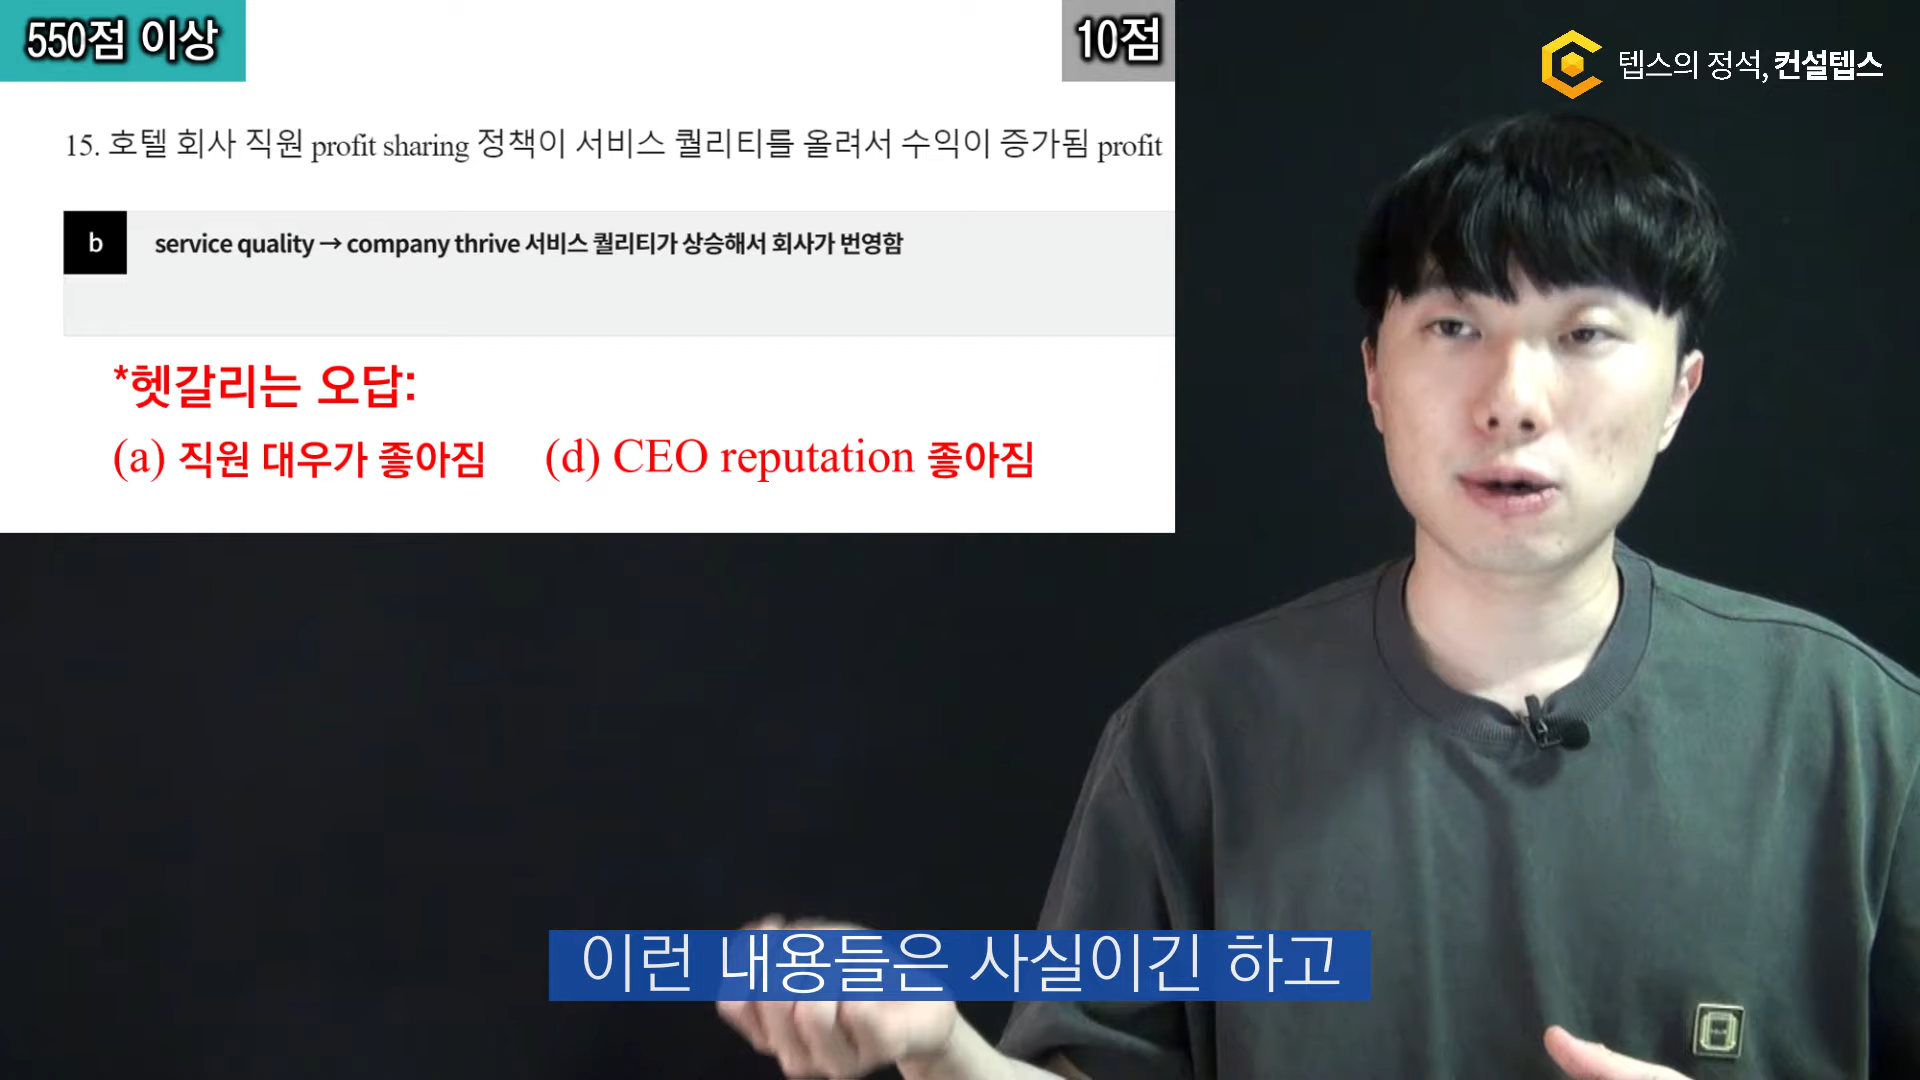 550점 이상
10점
텝스의 정석, 컨설텝스
15. 호텔 회사 직원 profit sharing 정책이 서비스 퀄리티를 올려서 수익이 증가됨 profit
b
service quality → company thrive 서비스 퀄리티가 상승해서 회사가 번영함
*헷갈리는 오답:
(a) 직원 대우가 좋아짐 (d) CEO reputation 좋아짐
이런 내용들은 사실이긴 하고